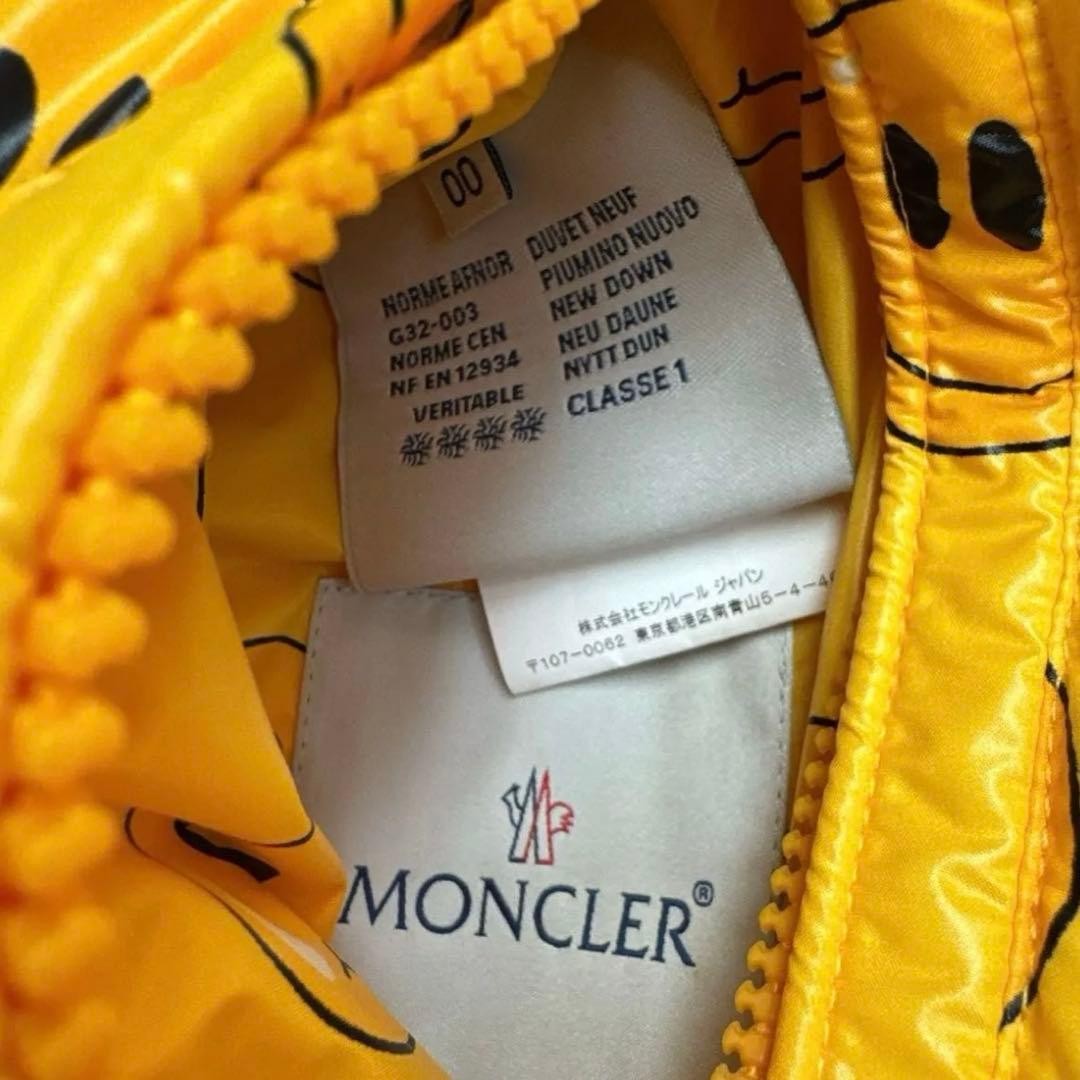 00
NORME AFNOR
G32-003
NORME CEN
NF EN 12934
VERITABLE
DUVET NEUF
PIUMINO NUOVO
NEW DOWN
NEU DAUNE
NYTT DUN
CLASSE 1
株式会社モンクレール ジャパン
〒107-0062 東京都港区南青山5-4-4
MONCLER®